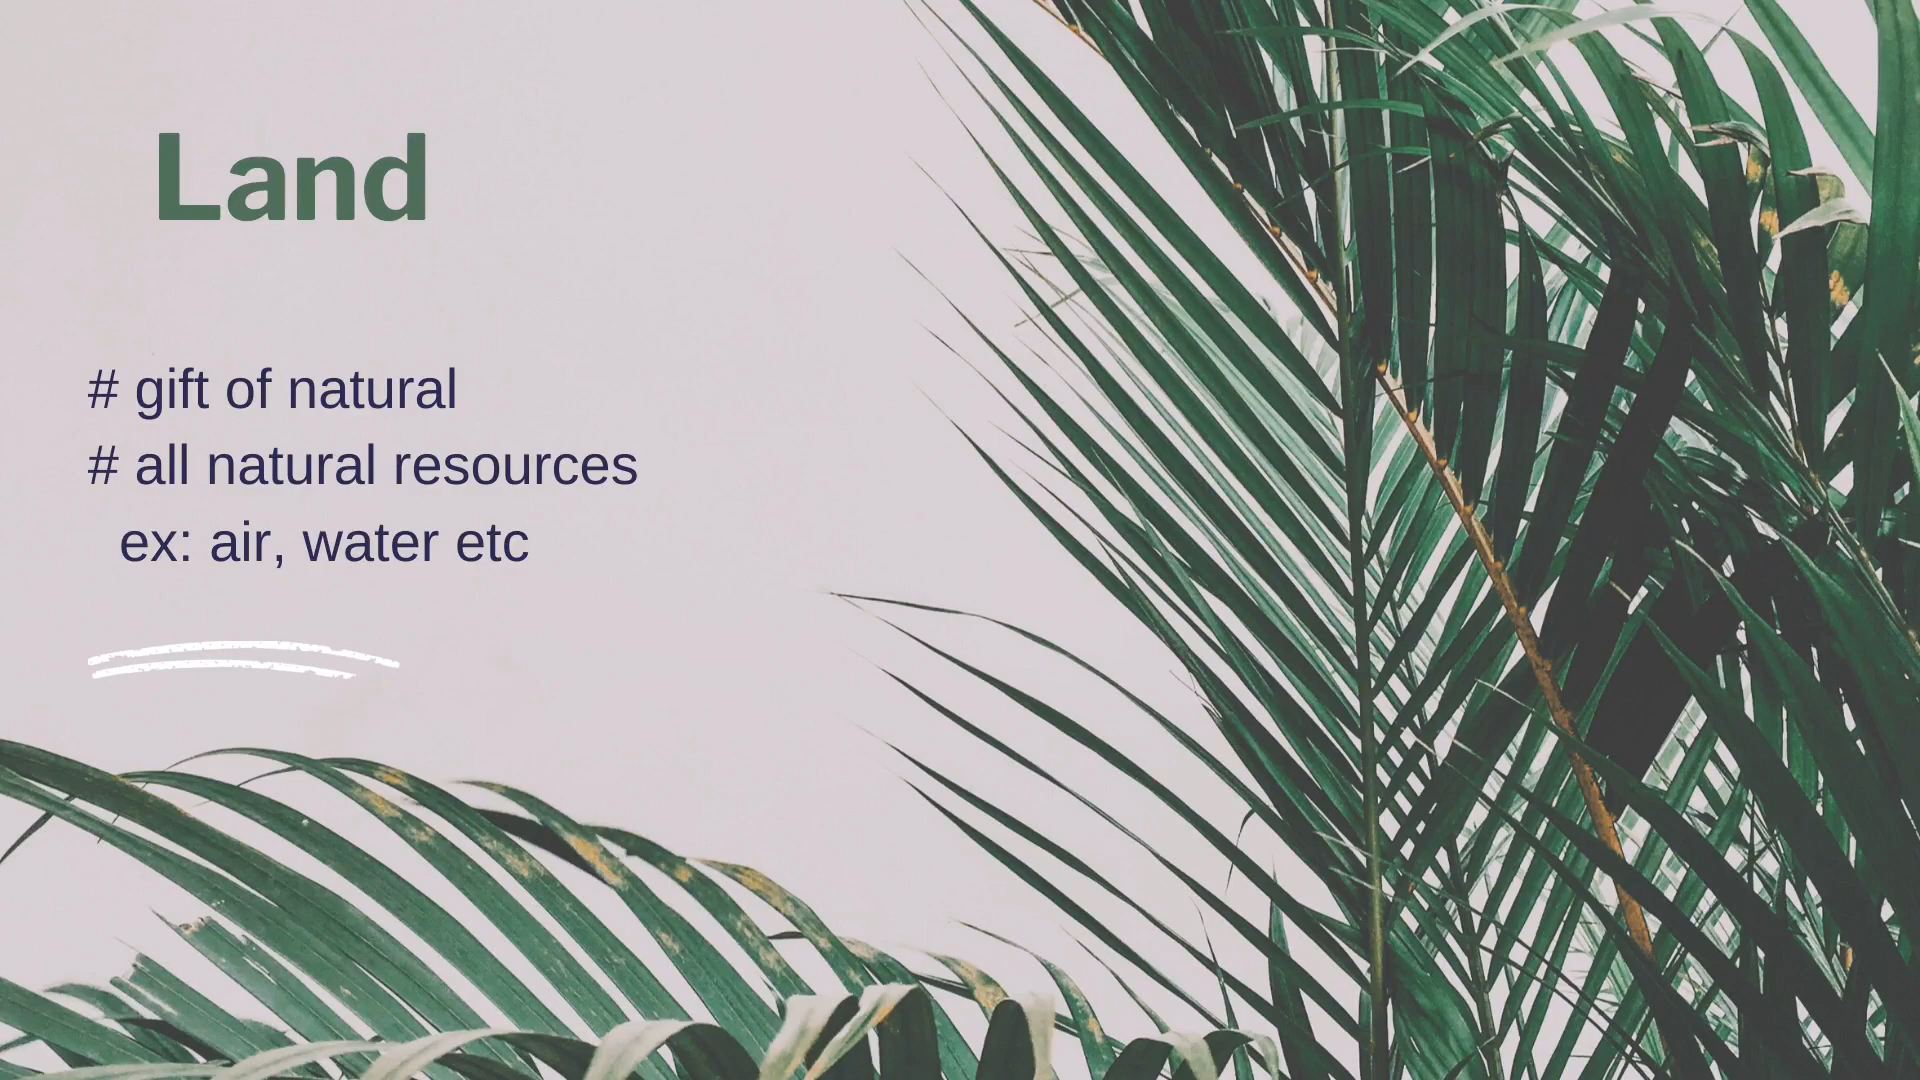 Land
# gift of natural
# all natural resources
ex: air, water etc